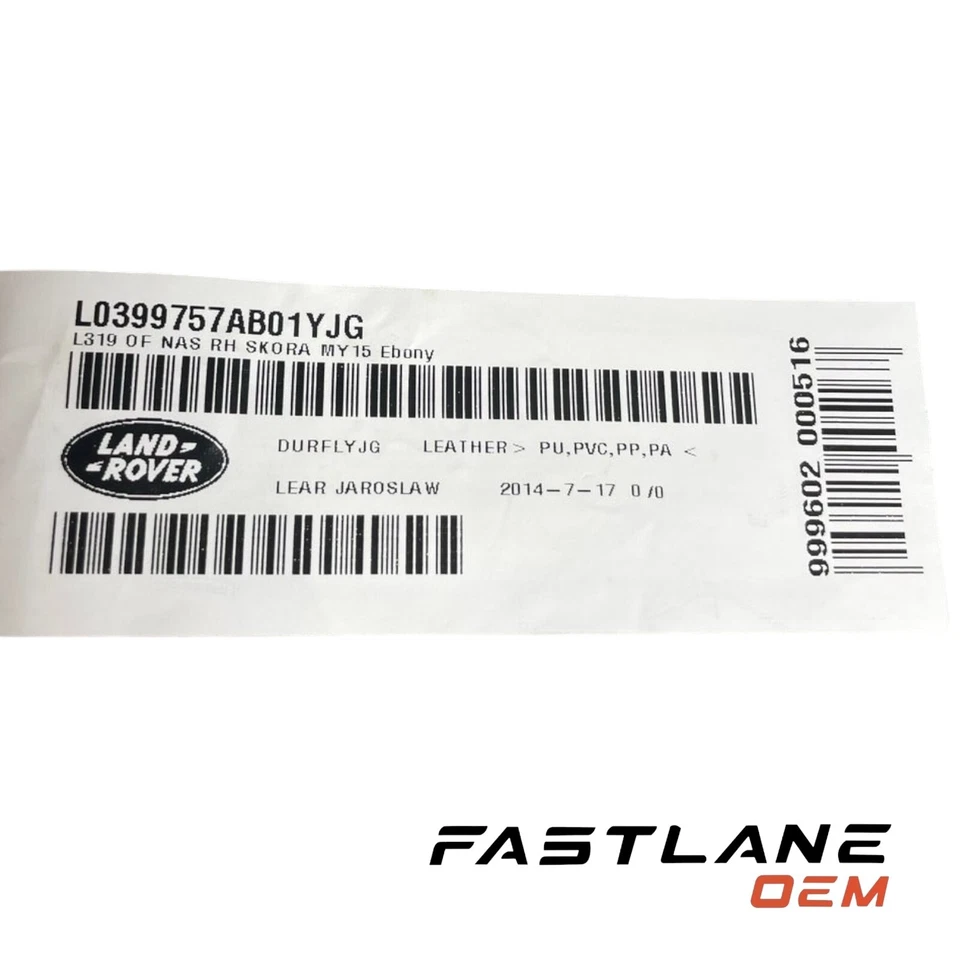 L0399757AB01YJG
L319 OF NAS RH SKORA MY15 Ebony
LAND
ROVER
DURFLYJG LEATHER > PU,PVC,PP,PA <
LEAR JAROSLAW 2014-7-17 0/0
999602 000516
FASTLANE
OEM